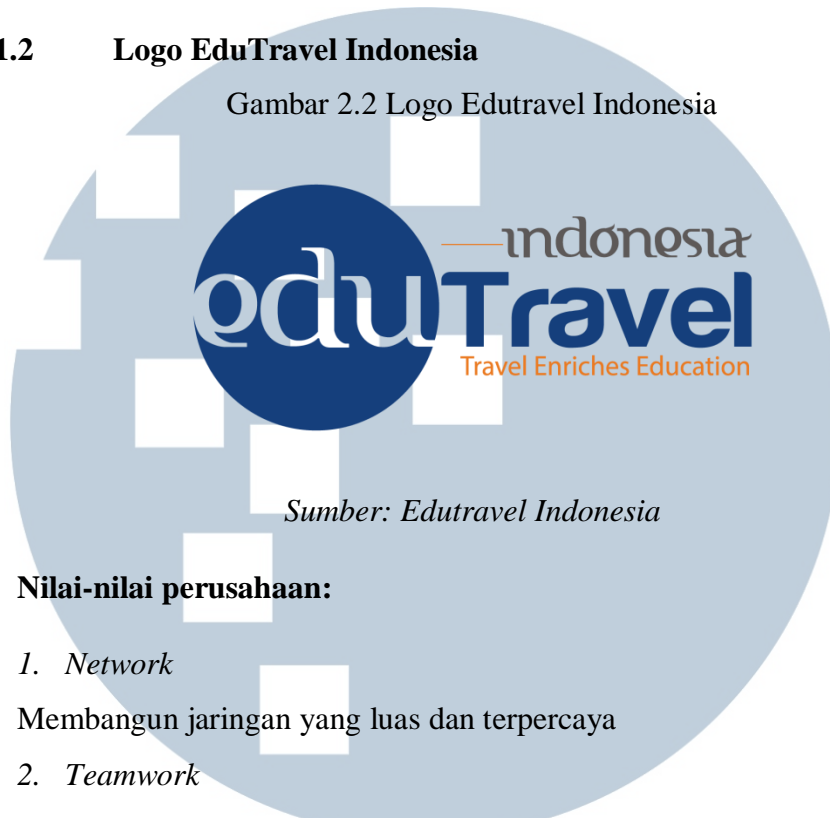 1.2 Logo EduTravel Indonesia
Gambar 2.2 Logo Edutravel Indonesia
indonesia
eduTravel
Travel Enriches Education
Sumber: Edutravel Indonesia
Nilai-nilai perusahaan:
1. Network
Membangun jaringan yang luas dan terpercaya
2. Teamwork